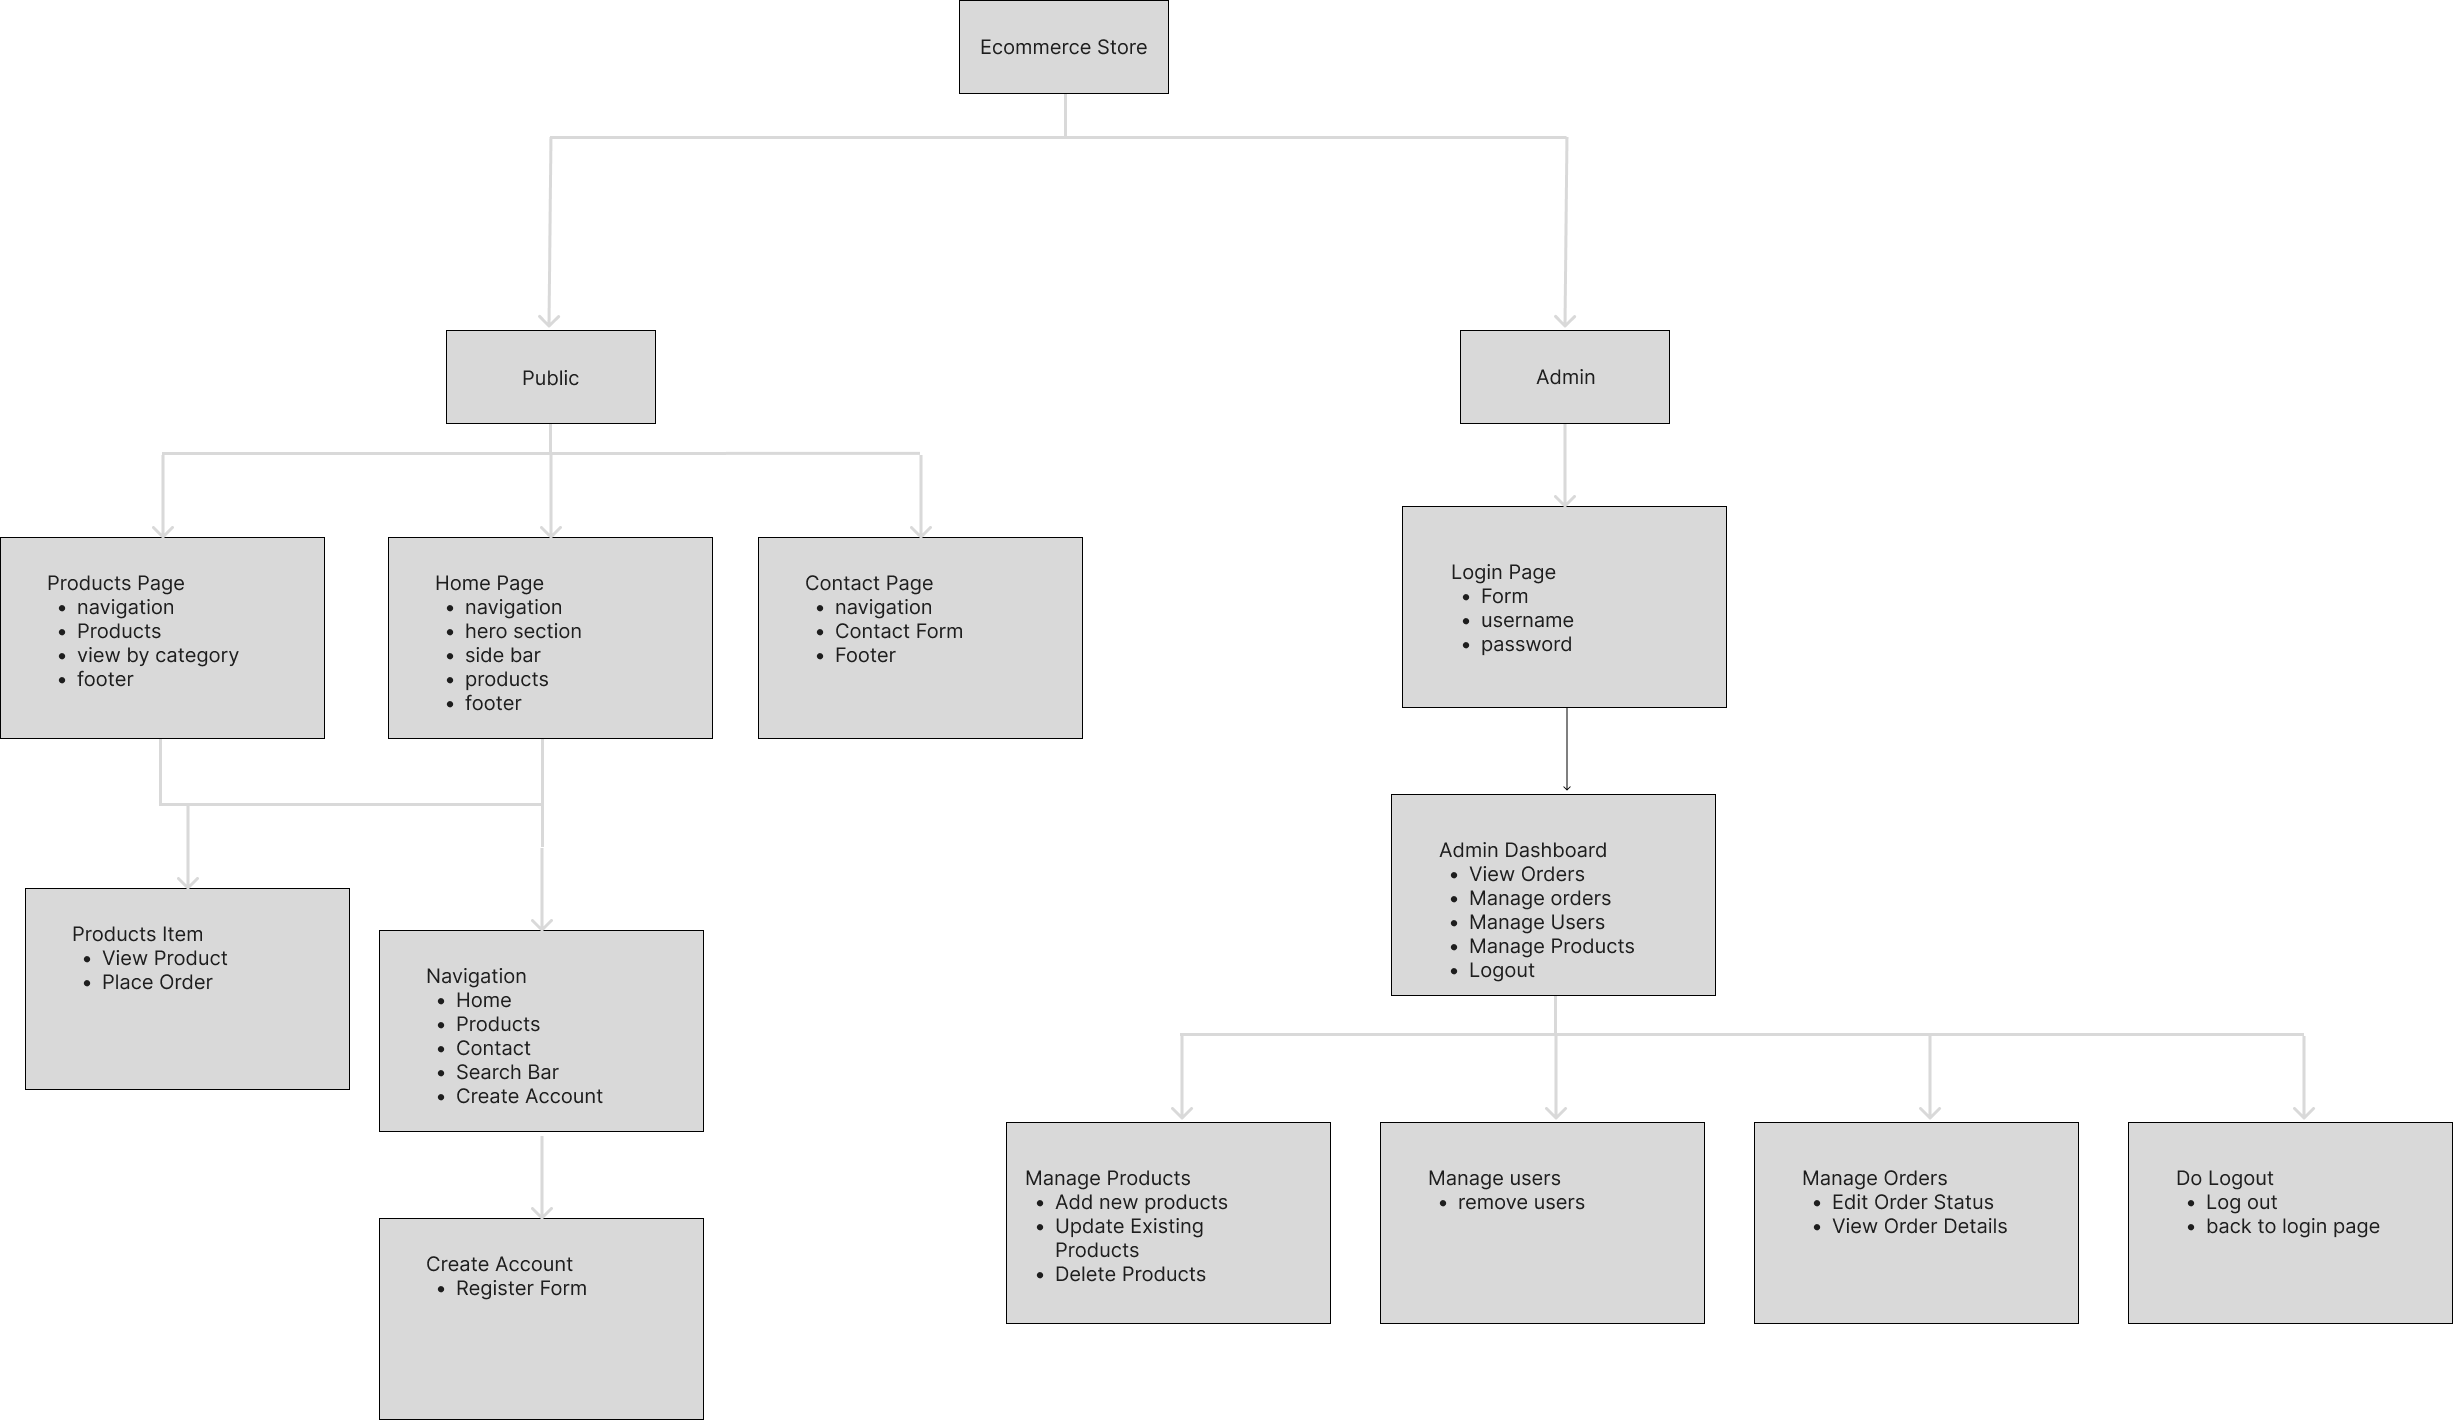 Ecommerce Store
Public
Admin
Products Page
navigation
Products
view by category
footer
Home Page
navigation
hero section
side bar
products
footer
Contact Page
navigation
Contact Form
Footer
Login Page
Form
username
password
Products Item
View Product
Place Order
Navigation
Home
Products
Contact
Search Bar
Create Account
Create Account
Register Form
Admin Dashboard
View Orders
Manage orders
Manage Users
Manage Products
Logout
Manage Products
Add new products
Update Existing
Products
Delete Products
Manage users
remove users
Manage Orders
Edit Order Status
View Order Details
Do Logout
Log out
back to login page